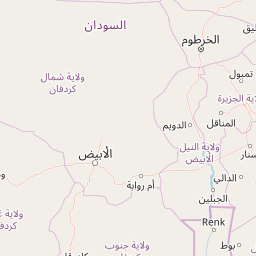 السودان
الخرطوم
تمبول
ولاية شمال
كردفان
ولاية الجزيرة
المناقل
الدويم
ولاية النيل
الأبيض
سنار
الأبيض
أم روابة
الدالي
الجبلين
Renk
بوط
ولاية جنوب